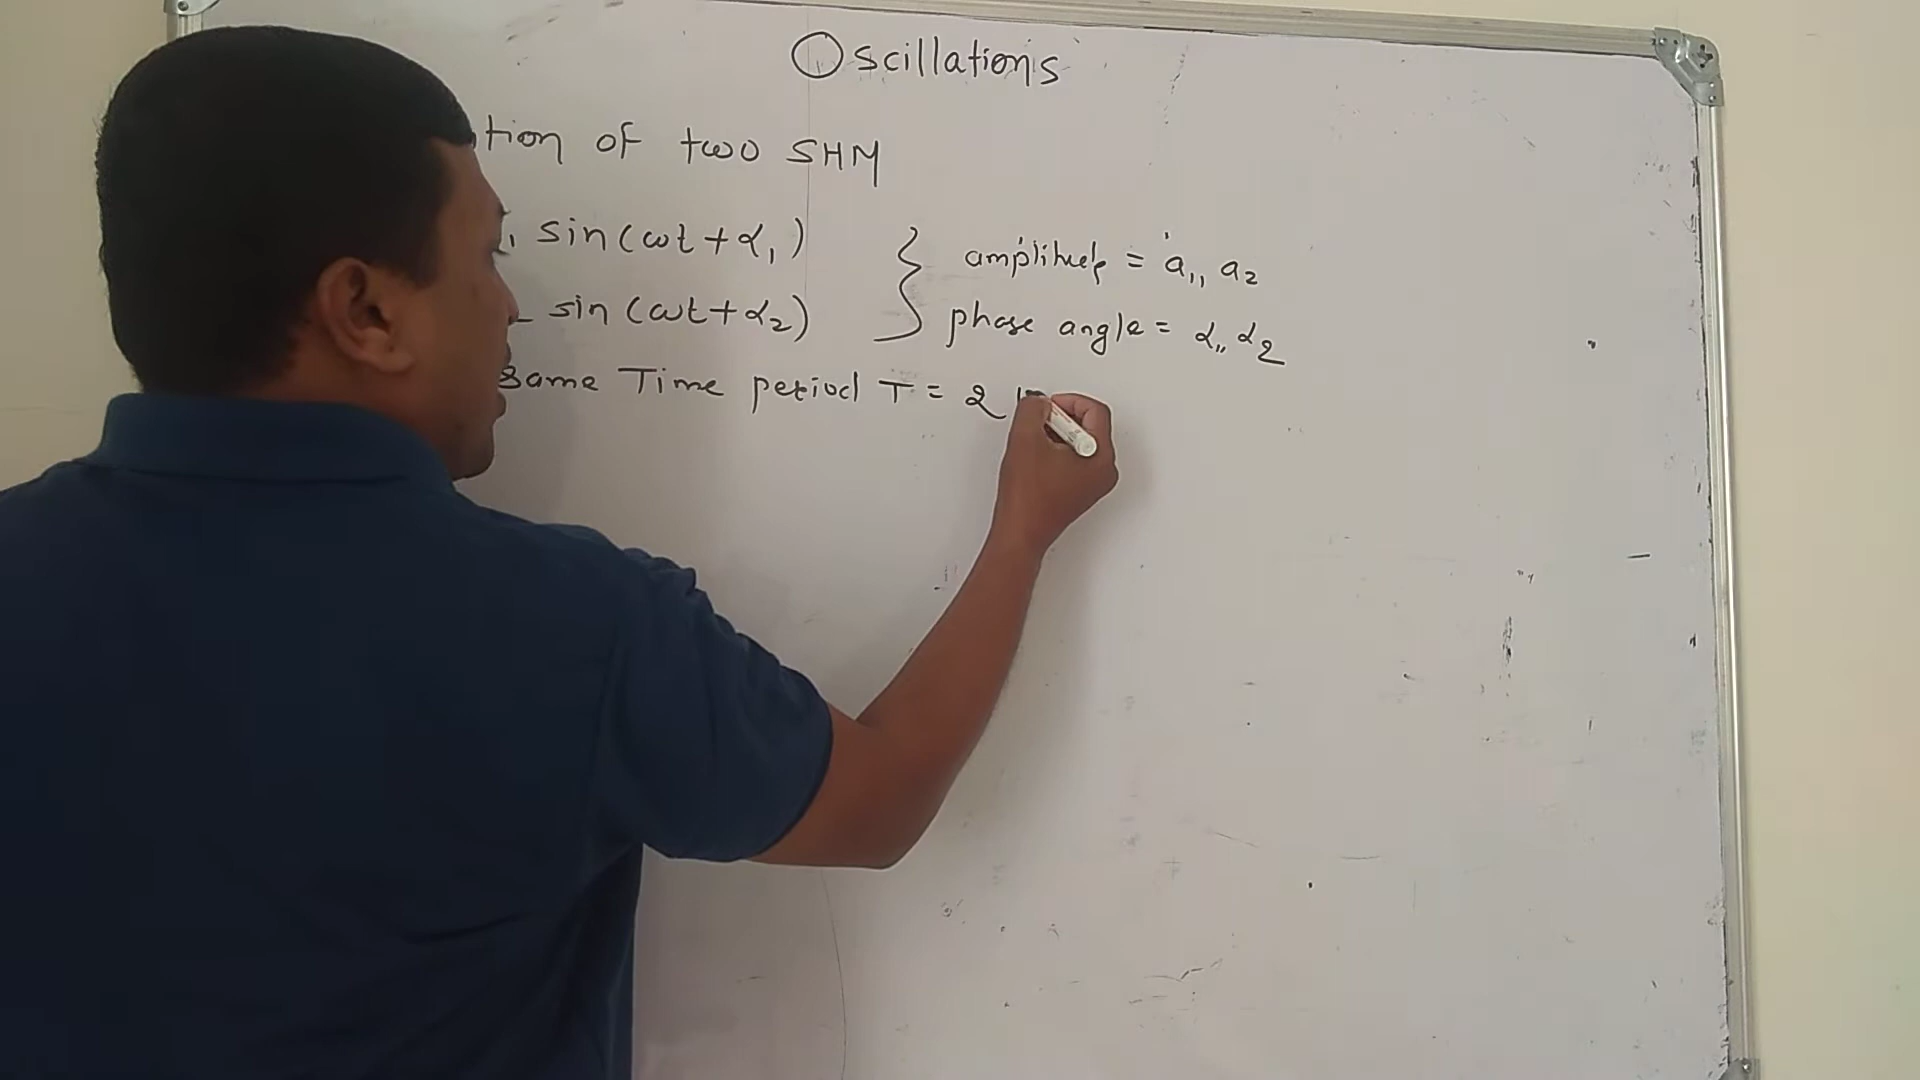 Oscillations
tion of two SHM
sin(ωt+α₁)
sin (ωt+α₂)
} amplitude = a₁, a₂
phase angle = α₁, α₂
same Time period T = 2π